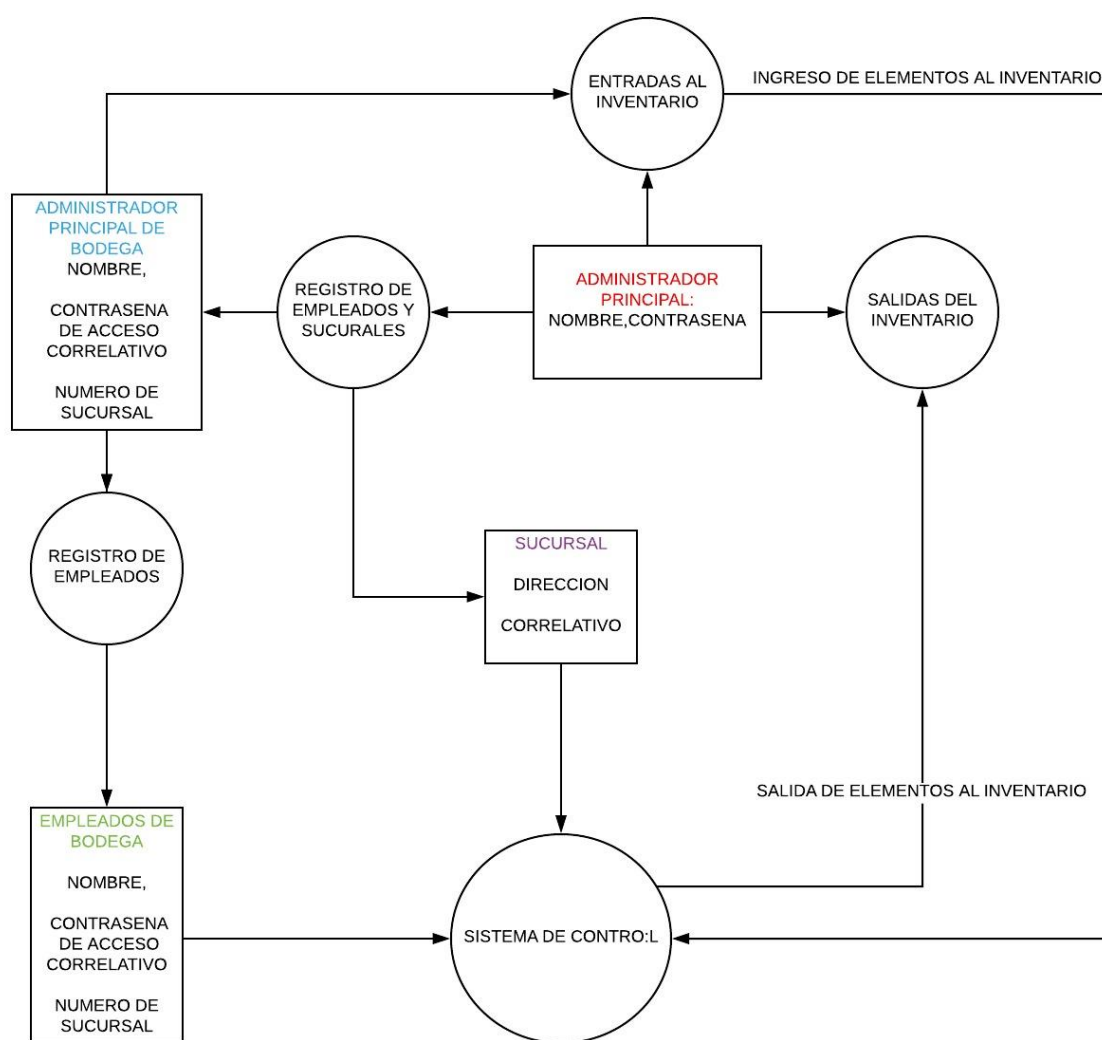 ENTRADAS AL
INVENTARIO
INGRESO DE ELEMENTOS AL INVENTARIO
ADMINISTRADOR
PRINCIPAL DE
BODEGA
NOMBRE,
CONTRASENA
DE ACCESO
CORRELATIVO
NUMERO DE
SUCURSAL
REGISTRO DE
EMPLEADOS Y
SUCURALES
ADMINISTRADOR
PRINCIPAL:
NOMBRE,CONTRASENA
SALIDAS DEL
INVENTARIO
REGISTRO DE
EMPLEADOS
SUCURSAL
DIRECCION
CORRELATIVO
SALIDA DE ELEMENTOS AL INVENTARIO
EMPLEADOS DE
BODEGA
NOMBRE,
CONTRASENA
DE ACCESO
CORRELATIVO
NUMERO DE
SUCURSAL
SISTEMA DE CONTRO:L